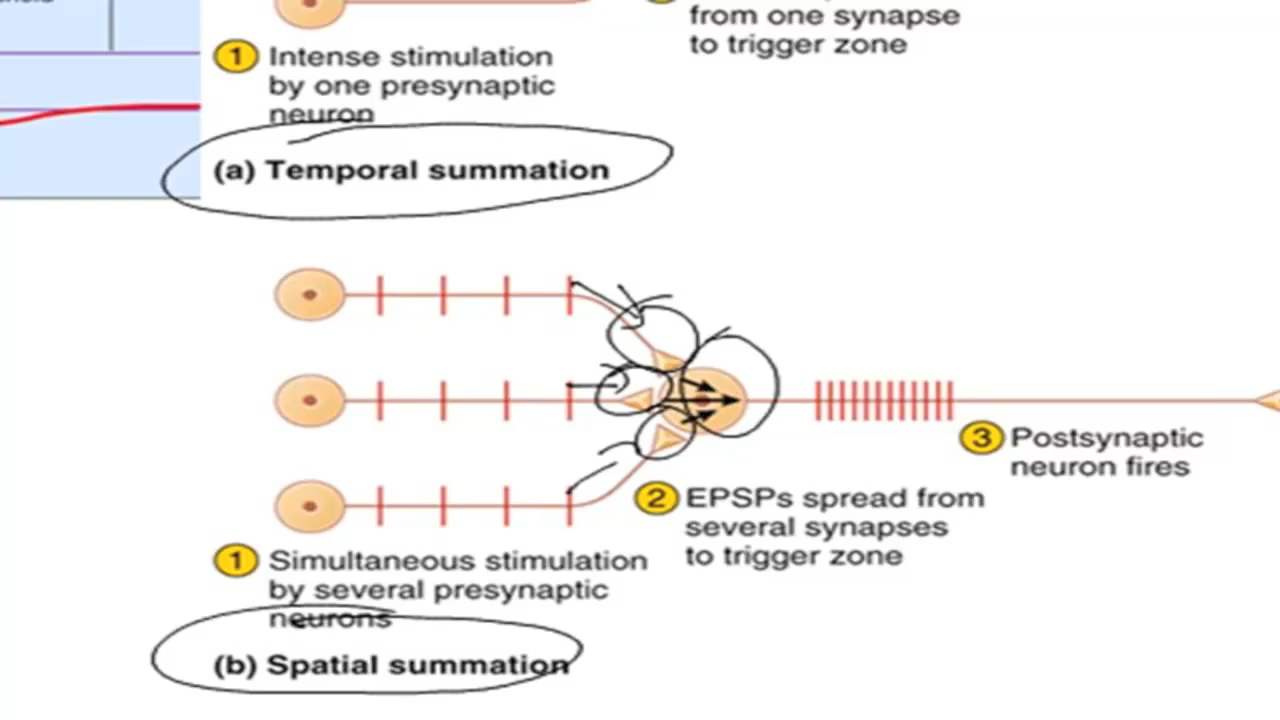 from one synapse
to trigger zone
1 Intense stimulation
by one presynaptic
neuron
(a) Temporal summation
3 Postsynaptic
neuron fires
2 EPSPs spread from
several synapses
to trigger zone
1 Simultaneous stimulation
by several presynaptic
neurons
(b) Spatial summation